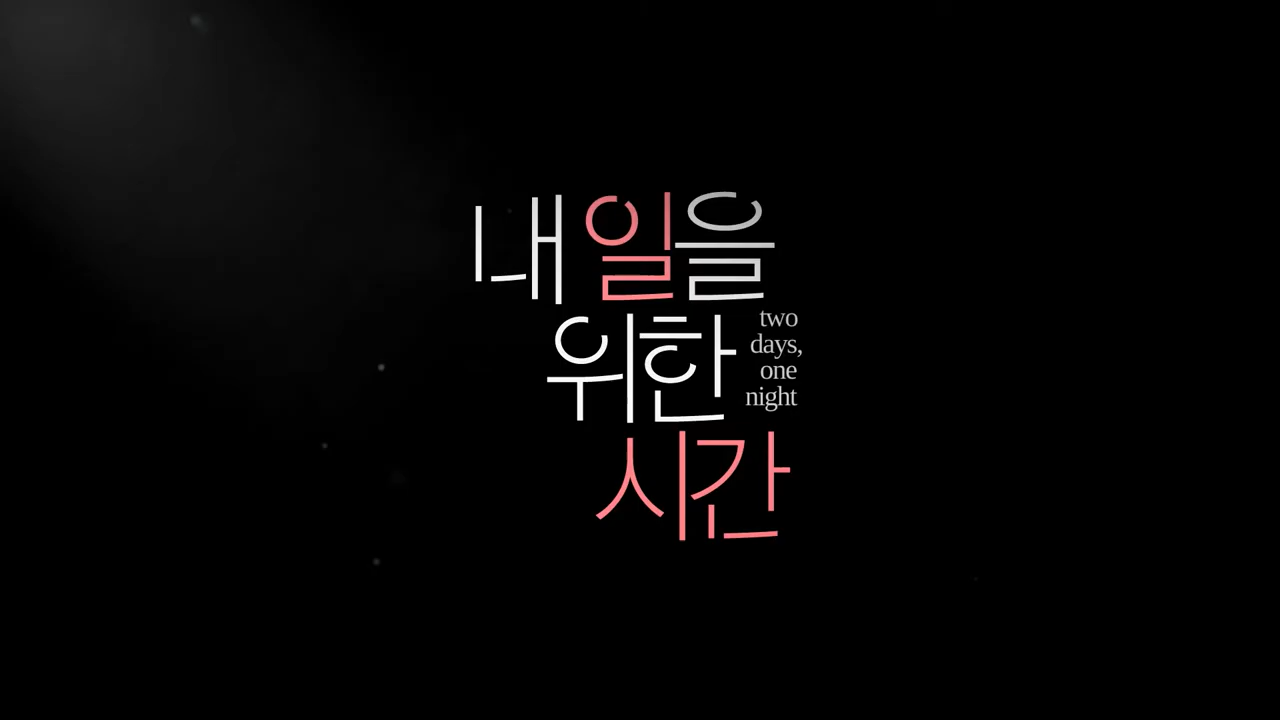 내 일을
위한
two
days,
one
night
시간